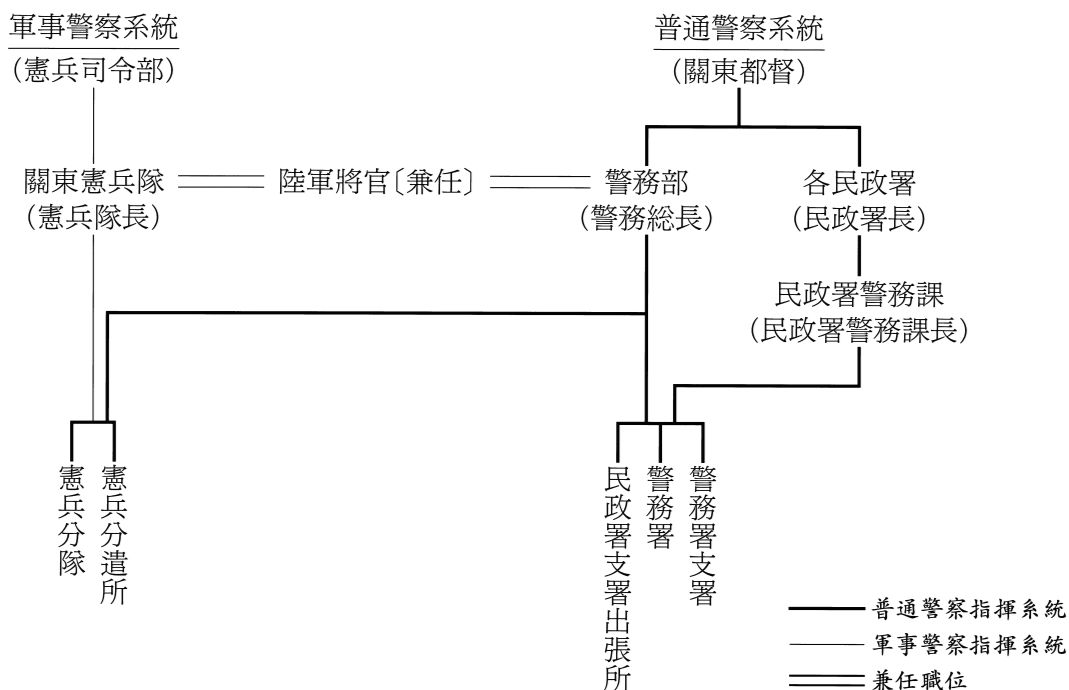 軍事警察系統
(憲兵司令部)
普通警察系統
(關東都督)
關東憲兵隊
(憲兵隊長)
陸軍將官〔兼任〕
警務部
(警務総長)
各民政署
(民政署長)
民政署警務課
(民政署警務課長)
憲兵分隊
憲兵分遣所
民政署支署出張所
警務署
警務署支署
普通警察指揮系統
軍事警察指揮系統
兼任職位